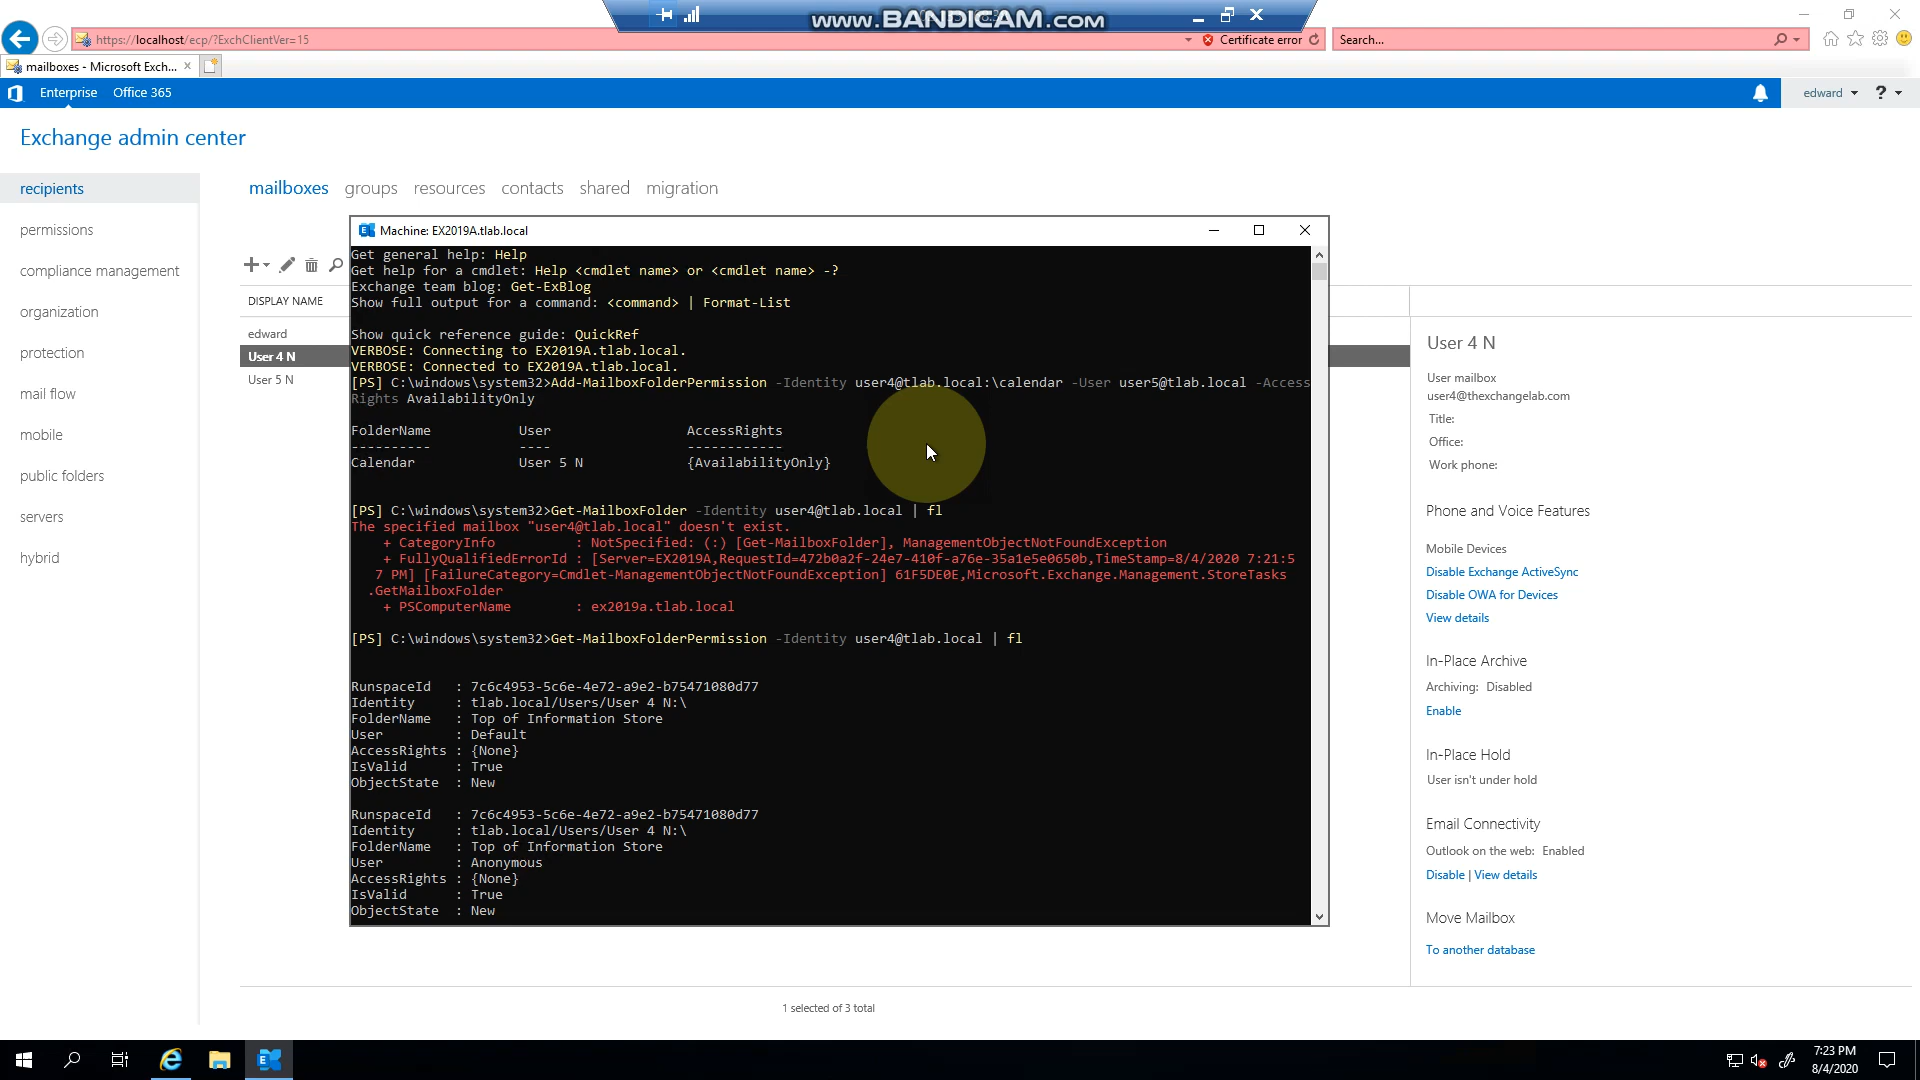 www.BANDICAM.com
https://localhost/ecp/?ExchClientVer=15
Certificate error
Search...
mailboxes - Microsoft Exch...
Enterprise
Office 365
edward
?
Exchange admin center
recipients
permissions
compliance management
organization
protection
mail flow
mobile
public folders
servers
hybrid
mailboxes groups resources contacts shared migration
DISPLAY NAME
edward
User 4 N
User 5 N
Machine: EX2019A.tlab.local
Get general help: Help
Get help for a cmdlet: Help <cmdlet name> or <cmdlet name> -?
Exchange team blog: Get-ExBlog
Show full output for a command: <command> | Format-List
Show quick reference guide: QuickRef
VERBOSE: Connecting to EX2019A.tlab.local.
VERBOSE: Connected to EX2019A.tlab.local.
[PS] C:\windows\system32>Add-MailboxFolderPermission -Identity user4@tlab.local:\calendar -User user5@tlab.local -Access
Rights AvailabilityOnly
FolderName User AccessRights
---------- ---- ------------
Calendar User 5 N {AvailabilityOnly}
[PS] C:\windows\system32>Get-MailboxFolder -Identity user4@tlab.local | fl
The specified mailbox "user4@tlab.local" doesn't exist.
+ CategoryInfo : NotSpecified: (:) [Get-MailboxFolder], ManagementObjectNotFoundException
+ FullyQualifiedErrorId : [Server=EX2019A,RequestId=472b0a2f-24e7-410f-a76e-35a1e5e0650b,TimeStamp=8/4/2020 7:21:5
7 PM] [FailureCategory=Cmdlet-ManagementObjectNotFoundException] 61F5DE0E,Microsoft.Exchange.Management.StoreTasks
.GetMailboxFolder
+ PSComputerName : ex2019a.tlab.local
[PS] C:\windows\system32>Get-MailboxFolderPermission -Identity user4@tlab.local | fl
RunspaceId : 7c6c4953-5c6e-4e72-a9e2-b75471080d77
Identity : tlab.local/Users/User 4 N:\
FolderName : Top of Information Store
User : Default
AccessRights : {None}
IsValid : True
ObjectState : New
RunspaceId : 7c6c4953-5c6e-4e72-a9e2-b75471080d77
Identity : tlab.local/Users/User 4 N:\
FolderName : Top of Information Store
User : Anonymous
AccessRights : {None}
IsValid : True
ObjectState : New
User 4 N
User mailbox
user4@thexchangelab.com
Title:
Office:
Work phone:
Phone and Voice Features
Mobile Devices
Disable Exchange ActiveSync
Disable OWA for Devices
View details
In-Place Archive
Archiving: Disabled
Enable
In-Place Hold
User isn't under hold
Email Connectivity
Outlook on the web: Enabled
Disable | View details
Move Mailbox
To another database
1 selected of 3 total
7:23 PM
8/4/2020